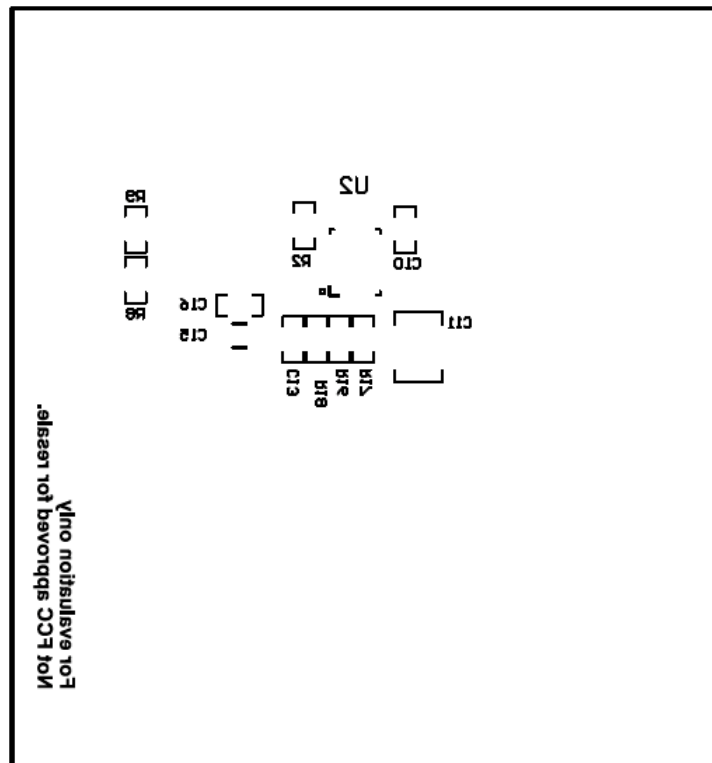 R9
U2
R2
C10
R8
C16
C15
C11
C13
R18
R16
R17
Not FCC approved for resale.
For evaluation only